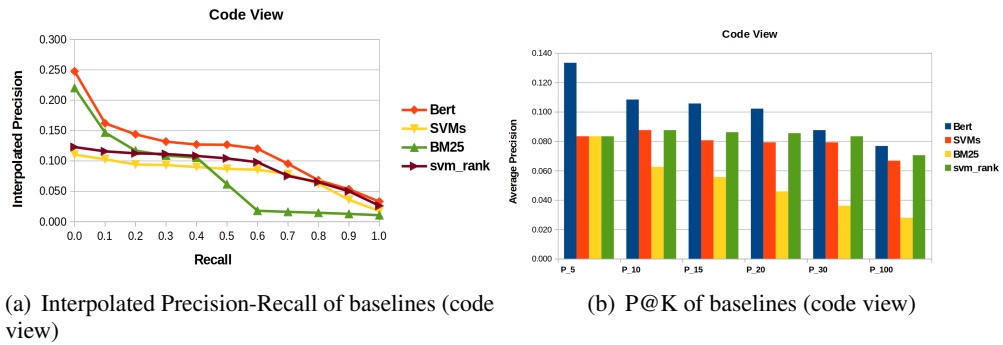 Code View
Interpolated Precision
0.300
0.250
0.200
0.150
0.100
0.050
0.000
0.0 0.1 0.2 0.3 0.4 0.5 0.6 0.7 0.8 0.9 1.0
Recall
Bert
SVMs
BM25
svm_rank
(a) Interpolated Precision-Recall of baselines (code
view)
Code View
Average Precision
0.140
0.120
0.100
0.080
0.060
0.040
0.020
0.000
P_5 P_10 P_15 P_20 P_30 P_100
Bert
SVMs
BM25
svm_rank
(b) P@K of baselines (code view)